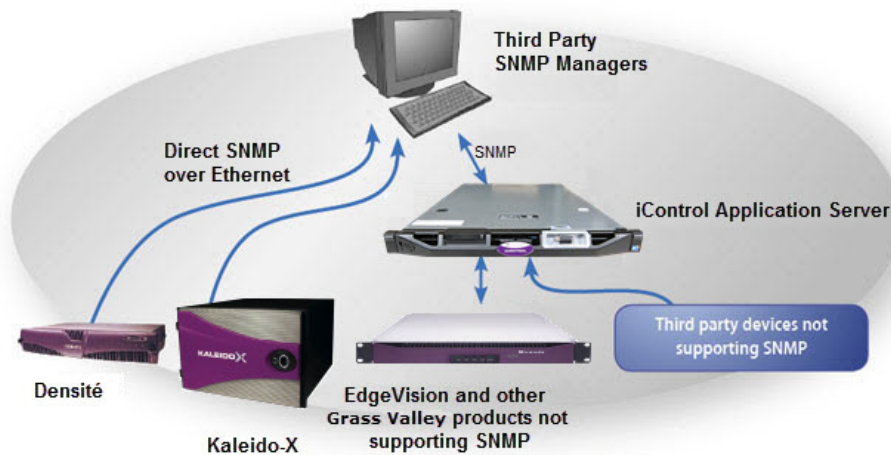 Third Party
SNMP Managers
Direct SNMP
over Ethernet
SNMP
iControl Application Server
KALEIDOX
Third party devices not
supporting SNMP
Densité
EdgeVision and other
Grass Valley products not
supporting SNMP
Kaleido-X